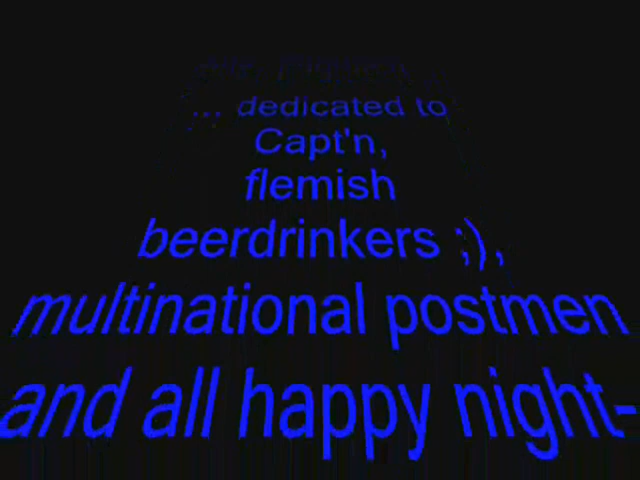 ... dedicated to
Capt'n,
flemish
beerdrinkers ;),
multinational postmen
and all happy night-